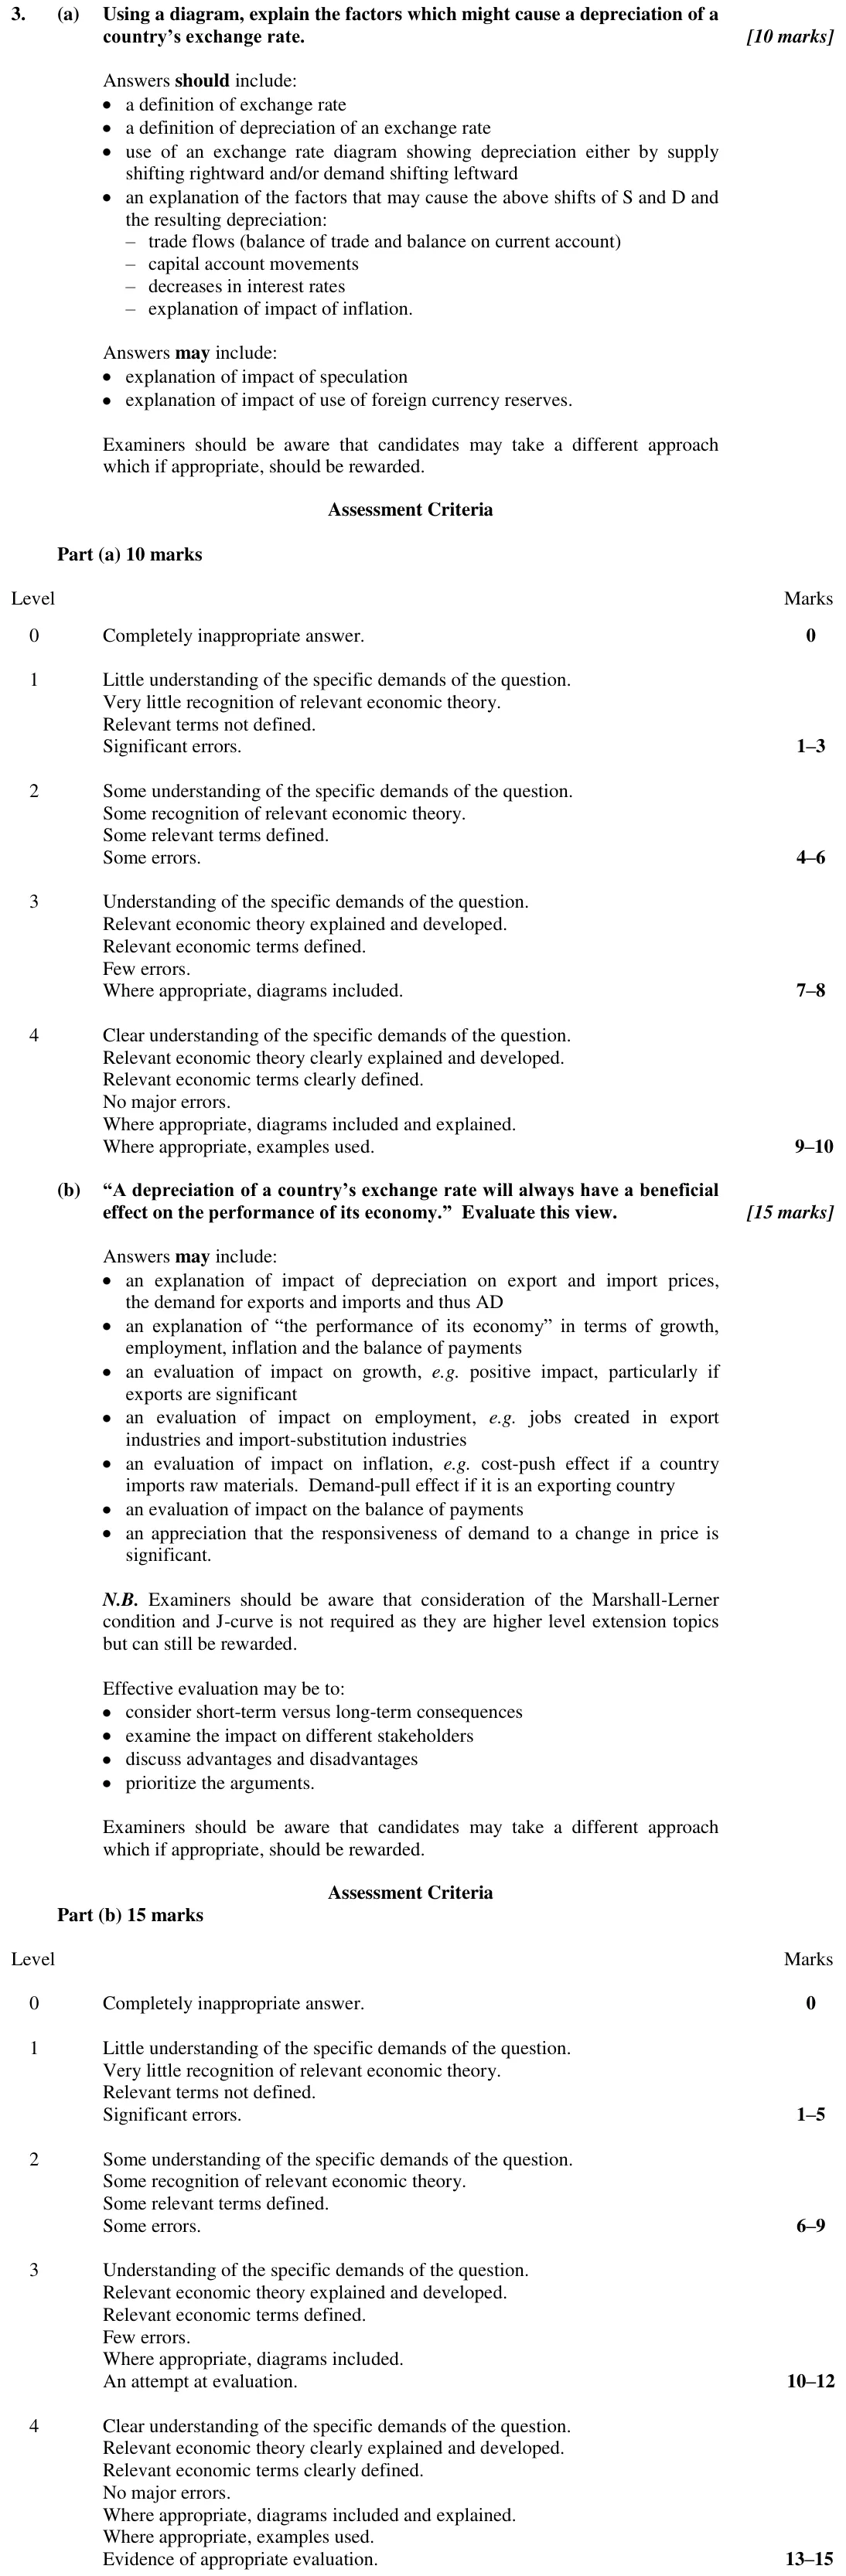 3. (a) Using a diagram, explain the factors which might cause a depreciation of a
country’s exchange rate. [10 marks]
Answers should include:
• a definition of exchange rate
• a definition of depreciation of an exchange rate
• use of an exchange rate diagram showing depreciation either by supply
shifting rightward and/or demand shifting leftward
• an explanation of the factors that may cause the above shifts of S and D and
the resulting depreciation:
– trade flows (balance of trade and balance on current account)
– capital account movements
– decreases in interest rates
– explanation of impact of inflation.
Answers may include:
• explanation of impact of speculation
• explanation of impact of use of foreign currency reserves.
Examiners should be aware that candidates may take a different approach
which if appropriate, should be rewarded.
Assessment Criteria
Part (a) 10 marks
Level Marks
0 Completely inappropriate answer. 0
1 Little understanding of the specific demands of the question.
Very little recognition of relevant economic theory.
Relevant terms not defined.
Significant errors. 1–3
2 Some understanding of the specific demands of the question.
Some recognition of relevant economic theory.
Some relevant terms defined.
Some errors. 4–6
3 Understanding of the specific demands of the question.
Relevant economic theory explained and developed.
Relevant economic terms defined.
Few errors.
Where appropriate, diagrams included. 7–8
4 Clear understanding of the specific demands of the question.
Relevant economic theory clearly explained and developed.
Relevant economic terms clearly defined.
No major errors.
Where appropriate, diagrams included and explained.
Where appropriate, examples used. 9–10
(b) “A depreciation of a country’s exchange rate will always have a beneficial
effect on the performance of its economy.” Evaluate this view. [15 marks]
Answers may include:
• an explanation of impact of depreciation on export and import prices,
the demand for exports and imports and thus AD
• an explanation of “the performance of its economy” in terms of growth,
employment, inflation and the balance of payments
• an evaluation of impact on growth, e.g. positive impact, particularly if
exports are significant
• an evaluation of impact on employment, e.g. jobs created in export
industries and import-substitution industries
• an evaluation of impact on inflation, e.g. cost-push effect if a country
imports raw materials. Demand-pull effect if it is an exporting country
• an evaluation of impact on the balance of payments
• an appreciation that the responsiveness of demand to a change in price is
significant.
N.B. Examiners should be aware that consideration of the Marshall-Lerner
condition and J-curve is not required as they are higher level extension topics
but can still be rewarded.
Effective evaluation may be to:
• consider short-term versus long-term consequences
• examine the impact on different stakeholders
• discuss advantages and disadvantages
• prioritize the arguments.
Examiners should be aware that candidates may take a different approach
which if appropriate, should be rewarded.
Assessment Criteria
Part (b) 15 marks
Level Marks
0 Completely inappropriate answer. 0
1 Little understanding of the specific demands of the question.
Very little recognition of relevant economic theory.
Relevant terms not defined.
Significant errors. 1–5
2 Some understanding of the specific demands of the question.
Some recognition of relevant economic theory.
Some relevant terms defined.
Some errors. 6–9
3 Understanding of the specific demands of the question.
Relevant economic theory explained and developed.
Relevant economic terms defined.
Few errors.
Where appropriate, diagrams included.
An attempt at evaluation. 10–12
4 Clear understanding of the specific demands of the question.
Relevant economic theory clearly explained and developed.
Relevant economic terms clearly defined.
No major errors.
Where appropriate, diagrams included and explained.
Where appropriate, examples used.
Evidence of appropriate evaluation. 13–15